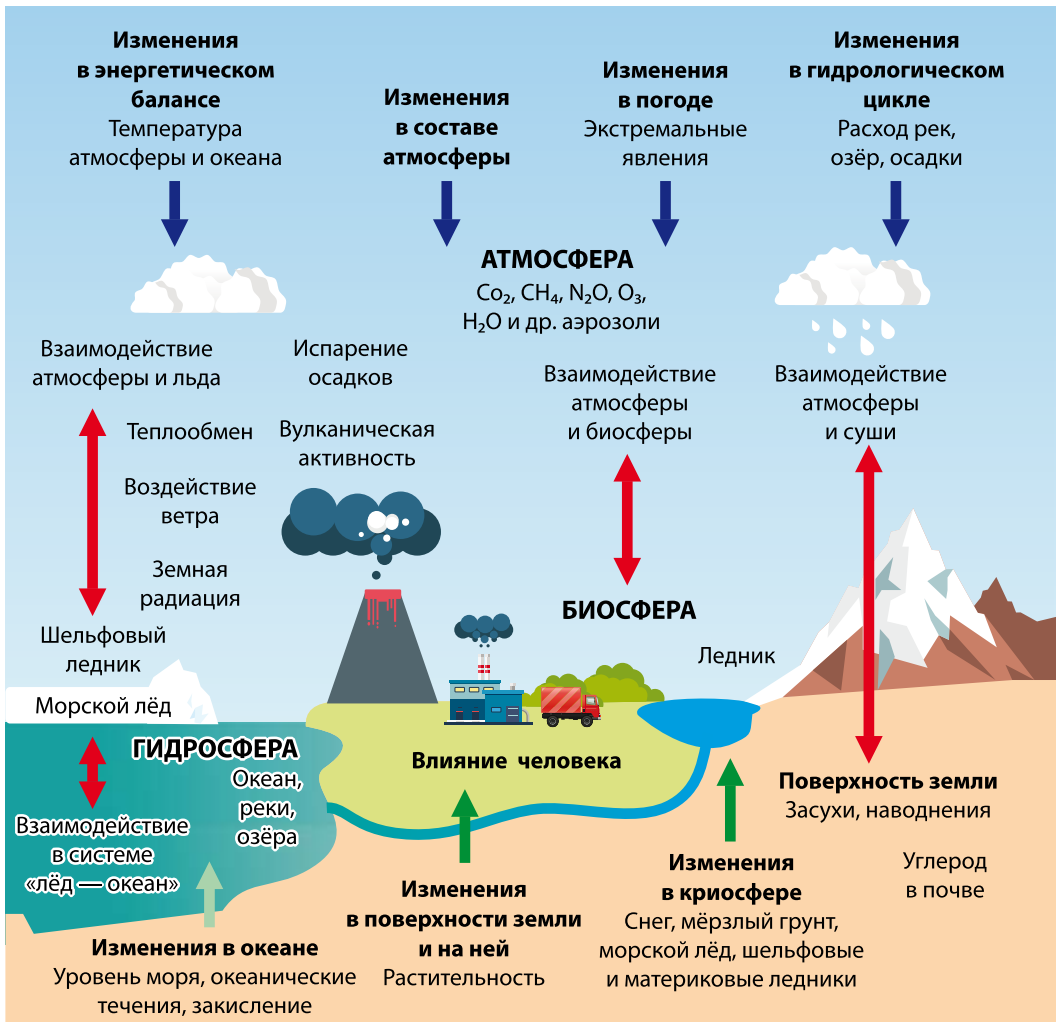 Изменения
в энергетическом
балансе
Температура
атмосферы и океана
Изменения
в составе
атмосферы
Изменения
в погоде
Экстремальные
явления
Изменения
в гидрологическом
цикле
Расход рек,
озёр, осадки
АТМОСФЕРА
Co₂, CH₄, N₂O, O₃,
H₂O и др. аэрозоли
Взаимодействие
атмосферы и льда
Испарение
осадков
Взаимодействие
атмосферы
и биосферы
Взаимодействие
атмосферы
и суши
Теплообмен
Вулканическая
активность
Воздействие
ветра
Земная
радиация
БИОСФЕРА
Шельфовый
ледник
Ледник
Морской лёд
ГИДРОСФЕРА
Океан,
реки,
озёра
Влияние человека
Поверхность земли
Засухи, наводнения
Взаимодействие
в системе
«лёд — океан»
Углерод
в почве
Изменения в океане
Уровень моря, океанические
течения, закисление
Изменения
в поверхности земли
и на ней
Растительность
Изменения
в криосфере
Снег, мёрзлый грунт,
морской лёд, шельфовые
и материковые ледники